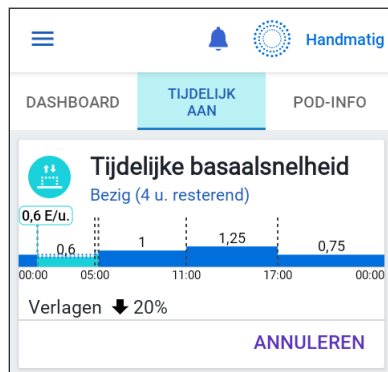 Handmatig
DASHBOARD
TIJDELIJK
AAN
POD-INFO
Tijdelijke basaalsnelheid
Bezig (4 u. resterend)
0,6 E/u.
0,6
1
1,25
0,75
00:00 05:00 11:00 17:00 00:00
Verlagen 20%
ANNULEREN